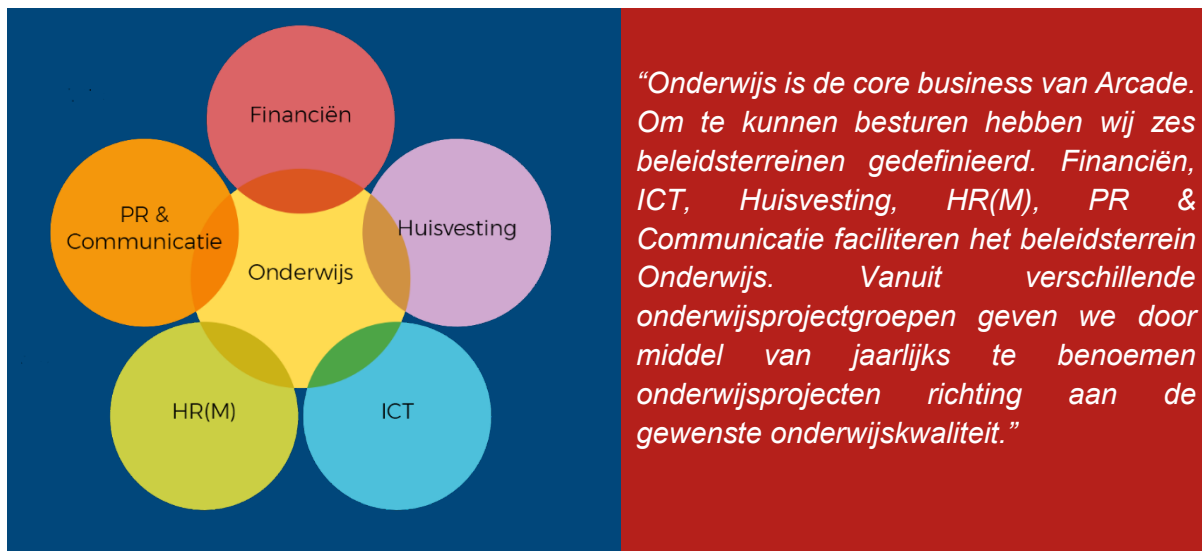 Financiën
PR &
Communicatie
Huisvesting
Onderwijs
HR(M)
ICT
“Onderwijs is de core business van Arcade.
Om te kunnen besturen hebben wij zes
beleidsterreinen gedefinieerd. Financiën,
ICT, Huisvesting, HR(M), PR &
Communicatie faciliteren het beleidsterrein
Onderwijs. Vanuit verschillende
onderwijsprojectgroepen geven we door
middel van jaarlijks te benoemen
onderwijsprojecten richting aan de
gewenste onderwijskwaliteit.”